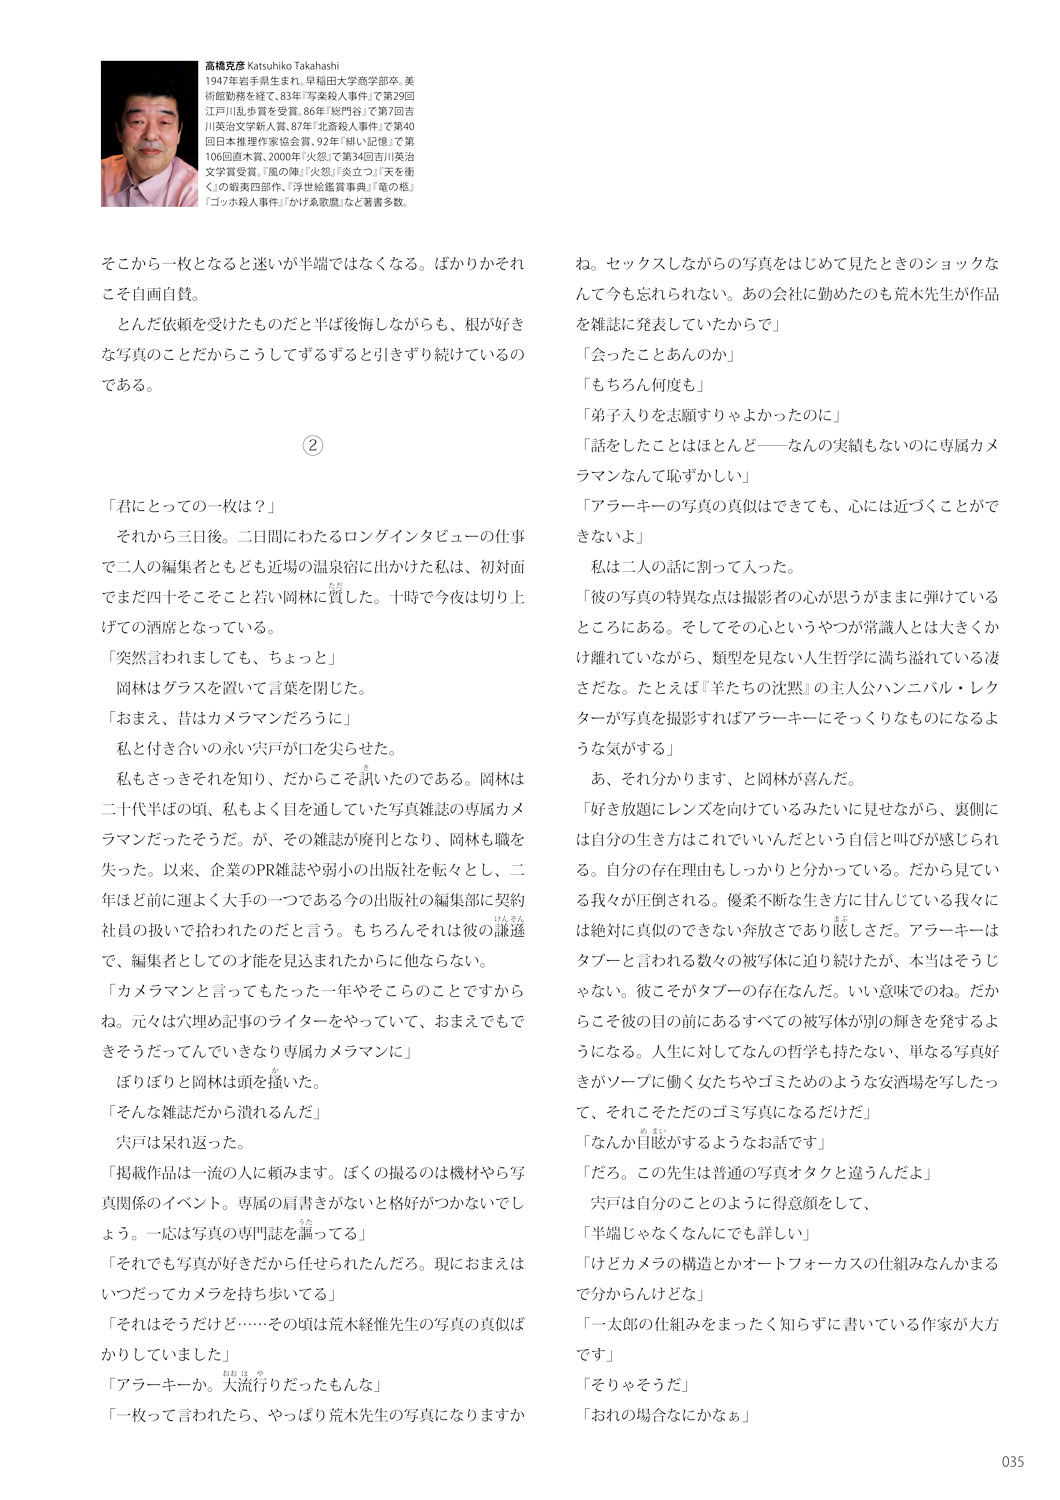 高橋克彦 Katsuhiko Takahashi
1947年岩手県生まれ。早稲田大学商学部卒。美
術館勤務を経て、83年『写楽殺人事件』で第29回
江戸川乱歩賞を受賞。86年『総門谷』で第7回吉
川英治文学新人賞、87年『北斎殺人事件』で第40
回日本推理作家協会賞、92年『緋い記憶』で第
106回直木賞、2000年『火怨』で第34回吉川英治
文学賞受賞。『風の陣』『火怨』『炎立つ』『天を衝
く』の蝦夷四部作、『浮世絵鑑賞事典』『竜の柩』
『ゴッホ殺人事件』『かげゑ歌麿』など著書多数。
そこから一枚となると迷いが半端ではなくなる。ばかりかそれ
こそ自画自賛。
　とんだ依頼を受けたものだと半ば後悔しながらも、根が好き
な写真のことだからこうしてずるずると引きずり続けているの
である。
②
「君にとっての一枚は？」
　それから三日後。二日間にわたるロングインタビューの仕事
で二人の編集者ともども近場の温泉宿に出かけた私は、初対面
ただ
でまだ四十そこそこと若い岡林に質した。十時で今夜は切り上
げての酒席となっている。
「突然言われましても、ちょっと」
　岡林はグラスを置いて言葉を閉じた。
「おまえ、昔はカメラマンだろうに」
　私と付き合いの永い宍戸が口を尖らせた。
き
　私もさっきそれを知り、だからこそ訊いたのである。岡林は
二十代半ばの頃、私もよく目を通していた写真雑誌の専属カメ
ラマンだったそうだ。が、その雑誌が廃刊となり、岡林も職を
失った。以来、企業のPR雑誌や弱小の出版社を転々とし、二
年ほど前に運よく大手の一つである今の出版社の編集部に契約
けんそん
社員の扱いで拾われたのだと言う。もちろんそれは彼の謙遜
で、編集者としての才能を見込まれたからに他ならない。
「カメラマンと言ってもたった一年やそこらのことですから
ね。元々は穴埋め記事のライターをやっていて、おまえでもで
きそうだってんでいきなり専属カメラマンに」
か
　ぼりぼりと岡林は頭を掻いた。
「そんな雑誌だから潰れるんだ」
　宍戸は呆れ返った。
「掲載作品は一流の人に頼みます。ぼくの撮るのは機材やら写
真関係のイベント。専属の肩書きがないと格好がつかないでし
うた
ょう。一応は写真の専門誌を謳ってる」
「それでも写真が好きだから任せられたんだろ。現におまえは
いつだってカメラを持ち歩いてる」
「それはそうだけど……その頃は荒木経惟先生の写真の真似ば
かりしていました」
おおはや
「アラーキーか。大流行りだったもんな」
「一枚って言われたら、やっぱり荒木先生の写真になりますか
ね。セックスしながらの写真をはじめて見たときのショックな
んて今も忘れられない。あの会社に勤めたのも荒木先生が作品
を雑誌に発表していたからで」
「会ったことあんのか」
「もちろん何度も」
「弟子入りを志願すりゃよかったのに」
「話をしたことはほとんど――なんの実績もないのに専属カメ
ラマンなんて恥ずかしい」
「アラーキーの写真の真似はできても、心には近づくことがで
きないよ」
　私は二人の話に割って入った。
「彼の写真の特異な点は撮影者の心が思うがままに弾けている
ところにある。そしてその心というやつが常識人とは大きくか
け離れていながら、類型を見ない人生哲学に満ち溢れている凄
さだな。たとえば『羊たちの沈黙』の主人公ハンニバル・レク
ターが写真を撮影すればアラーキーにそっくりなものになるよ
うな気がする」
　あ、それ分かります、と岡林が喜んだ。
「好き放題にレンズを向けているみたいに見せながら、裏側に
は自分の生き方はこれでいいんだという自信と叫びが感じられ
る。自分の存在理由もしっかりと分かっている。だから見てい
る我々が圧倒される。優柔不断な生き方に甘んじている我々に
まぶ
は絶対に真似のできない奔放さであり眩しさだ。アラーキーは
タブーと言われる数々の被写体に迫り続けたが、本当はそうじ
ゃない。彼こそがタブーの存在なんだ。いい意味でのね。だか
らこそ彼の目の前にあるすべての被写体が別の輝きを発するよ
うになる。人生に対してなんの哲学も持たない、単なる写真好
きがソープに働く女たちやゴミためのような安酒場を写したっ
て、それこそただのゴミ写真になるだけだ」
めまい
「なんか目眩がするようなお話です」
「だろ。この先生は普通の写真オタクと違うんだよ」
　宍戸は自分のことのように得意顔をして、
「半端じゃなくなんにでも詳しい」
「けどカメラの構造とかオートフォーカスの仕組みなんかまる
で分からんけどな」
「一太郎の仕組みをまったく知らずに書いている作家が大方
です」
「そりゃそうだ」
「おれの場合なにかなぁ」
035